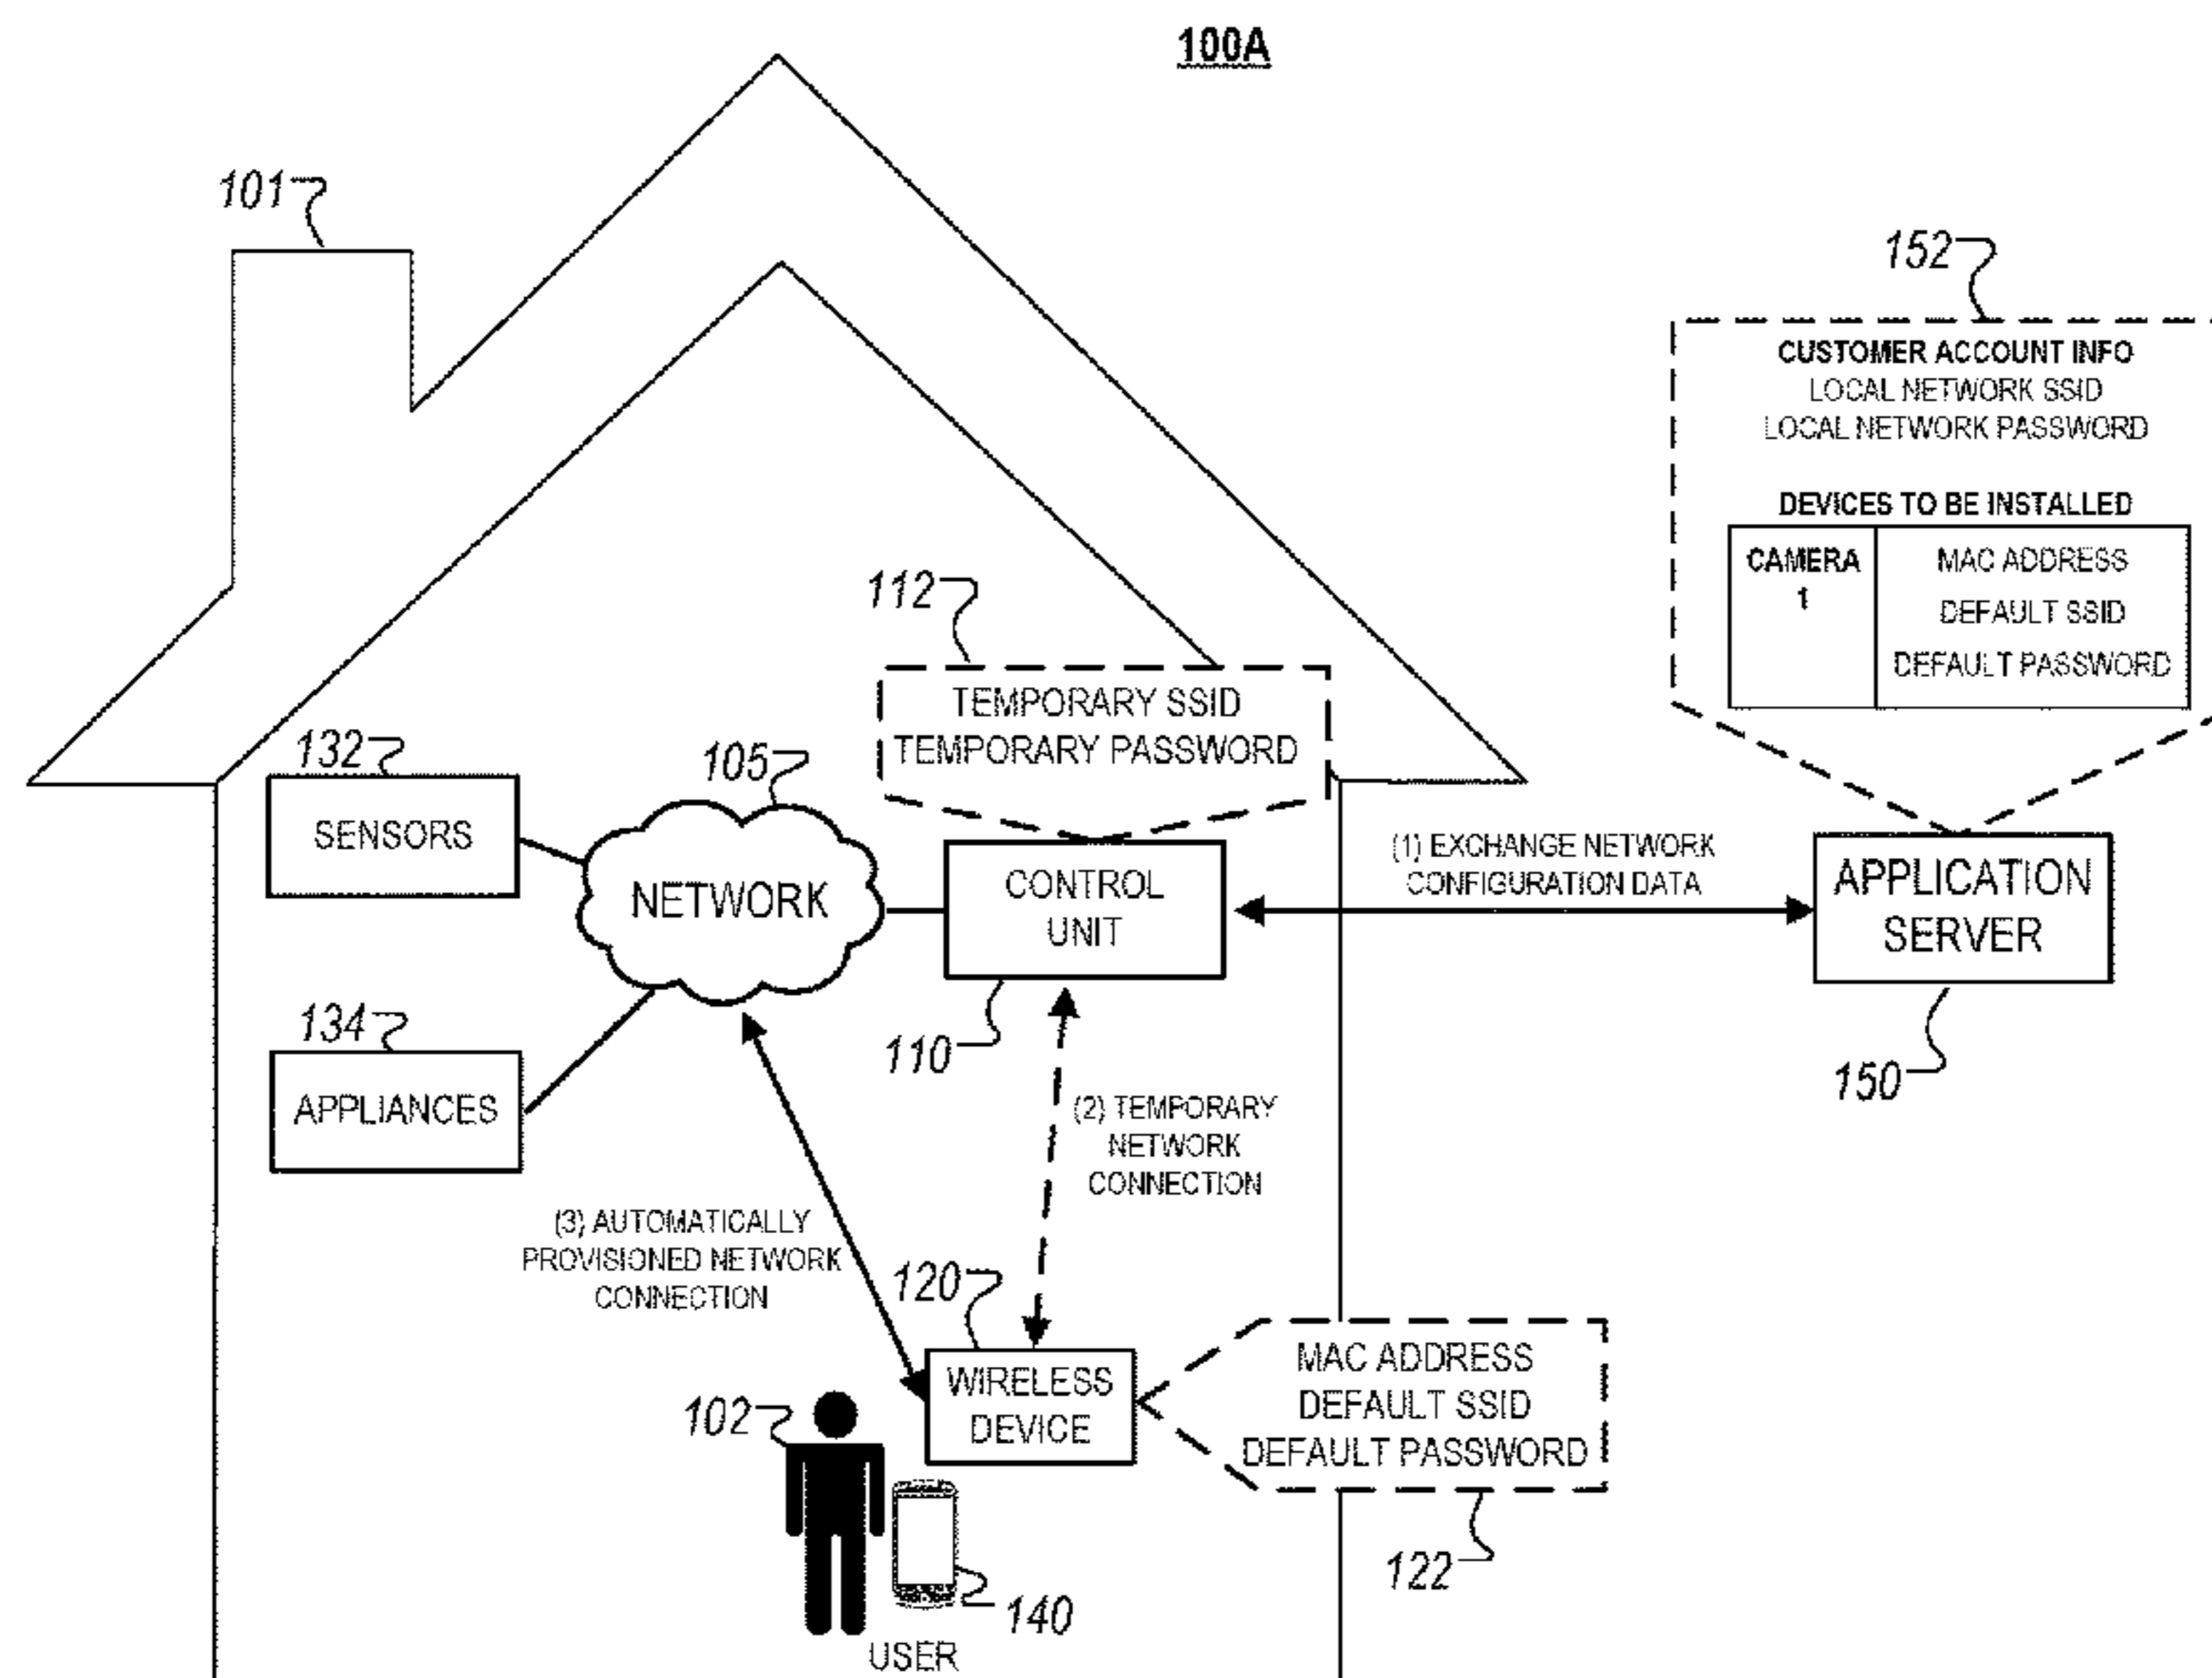 100A
101
152
CUSTOMER ACCOUNT INFO
LOCAL NETWORK SSID
LOCAL NETWORK PASSWORD
DEVICES TO BE INSTALLED
CAMERA
1
MAC ADDRESS
DEFAULT SSID
DEFAULT PASSWORD
112
TEMPORARY SSID
TEMPORARY PASSWORD
132
SENSORS
105
NETWORK
CONTROL
UNIT
110
(1) EXCHANGE NETWORK
CONFIGURATION DATA
APPLICATION
SERVER
150
134
APPLIANCES
(2) TEMPORARY
NETWORK
CONNECTION
(3) AUTOMATICALLY
PROVISIONED NETWORK
CONNECTION
120
WIRELESS
DEVICE
MAC ADDRESS
DEFAULT SSID
DEFAULT PASSWORD
122
102
140
USER